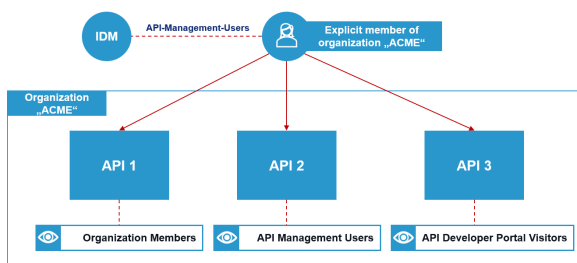 IDM
API-Management-Users
Explicit member of
organization „ACME“
Organization
„ACME“
API 1
API 2
API 3
Organization Members
API Management Users
API Developer Portal Visitors